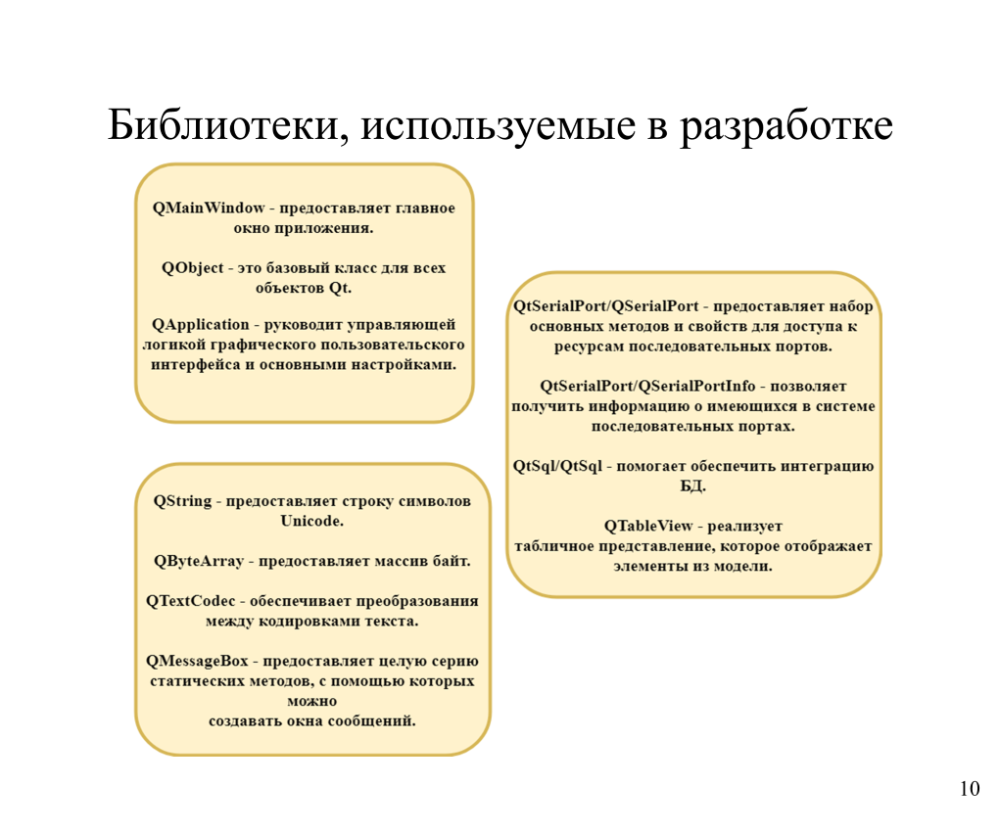 Библиотеки, используемые в разработке
QMainWindow - предоставляет главное
окно приложения.
QObject - это базовый класс для всех
объектов Qt.
QApplication - руководит управляющей
логикой графического пользовательского
интерфейса и основными настройками.
QString - предоставляет строку символов
Unicode.
QByteArray - предоставляет массив байт.
QTextCodec - обеспечивает преобразования
между кодировками текста.
QMessageBox - предоставляет целую серию
статических методов, с помощью которых
можно
создавать окна сообщений.
QtSerialPort/QSerialPort - предоставляет набор
основных методов и свойств для доступа к
ресурсам последовательных портов.
QtSerialPort/QSerialPortInfo - позволяет
получить информацию о имеющихся в системе
последовательных портах.
QtSql/QtSql - помогает обеспечить интеграцию
БД.
QTableView - реализует
табличное представление, которое отображает
элементы из модели.
10